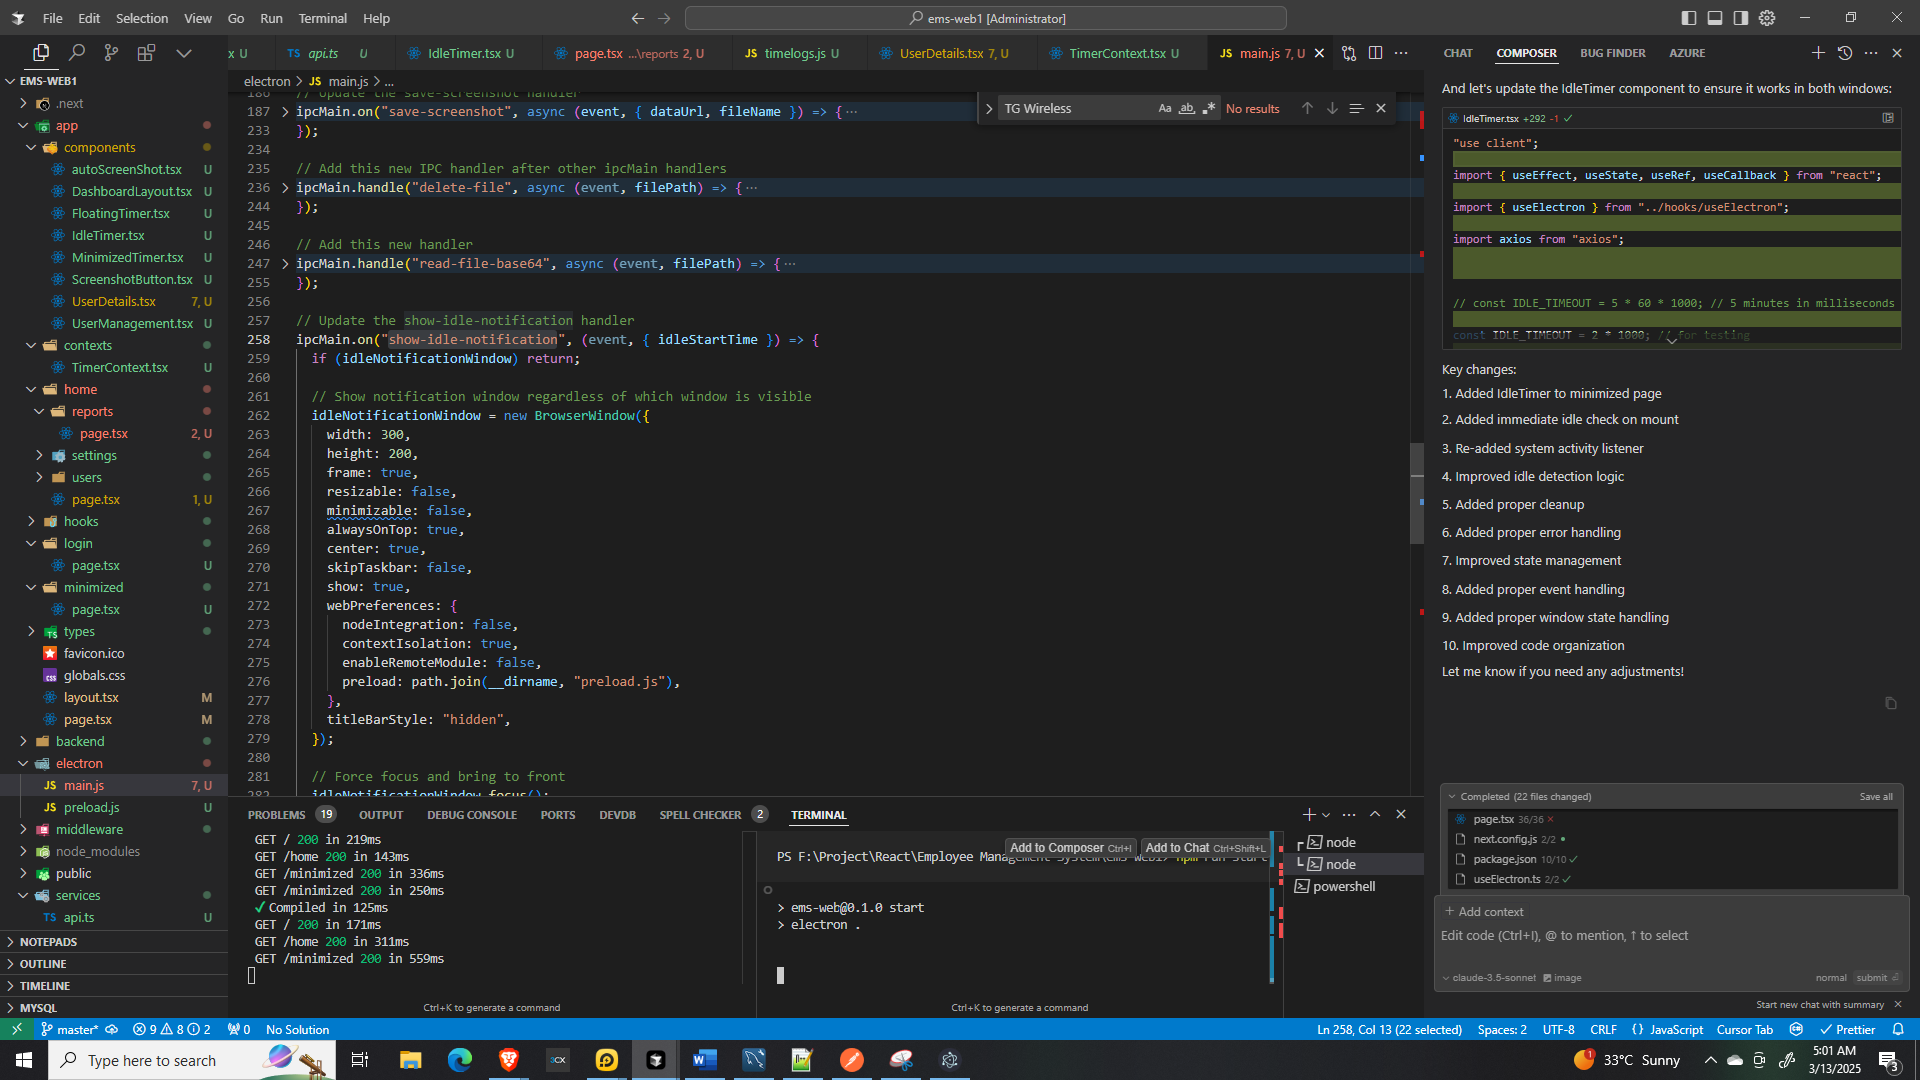 File Edit Selection View Go Run Terminal Help
ems-web1 [Administrator]
EMS-WEB1
.next
app
components
autoScreenShot.tsx U
DashboardLayout.tsx U
FloatingTimer.tsx U
IdleTimer.tsx U
MinimizedTimer.tsx U
ScreenshotButton.tsx U
UserDetails.tsx 7, U
UserManagement.tsx U
contexts
TimerContext.tsx U
home
reports
page.tsx 2, U
settings
users
page.tsx 1, U
hooks
login
page.tsx U
minimized
page.tsx U
types
favicon.ico
globals.css
layout.tsx M
page.tsx M
backend
electron
main.js 7, U
preload.js U
middleware
node_modules
public
services
api.ts U
NOTEPADS
OUTLINE
TIMELINE
MYSQL
x U api.ts U IdleTimer.tsx U page.tsx ...\reports 2, U timelogs.js U UserDetails.tsx 7, U TimerContext.tsx U main.js 7, U
electron > main.js > ...
TG Wireless Aa ab No results
186 // Update the save-screenshot handler
187 ipcMain.on("save-screenshot", async (event, { dataUrl, fileName }) => {···
233 });
234
235 // Add this new IPC handler after other ipcMain handlers
236 ipcMain.handle("delete-file", async (event, filePath) => {···
244 });
245
246 // Add this new handler
247 ipcMain.handle("read-file-base64", async (event, filePath) => {···
255 });
256
257 // Update the show-idle-notification handler
258 ipcMain.on("show-idle-notification", (event, { idleStartTime }) => {
259 if (idleNotificationWindow) return;
260
261 // Show notification window regardless of which window is visible
262 idleNotificationWindow = new BrowserWindow({
263 width: 300,
264 height: 200,
265 frame: true,
266 resizable: false,
267 minimizable: false,
268 alwaysOnTop: true,
269 center: true,
270 skipTaskbar: false,
271 show: true,
272 webPreferences: {
273 nodeIntegration: false,
274 contextIsolation: true,
275 enableRemoteModule: false,
276 preload: path.join(__dirname, "preload.js"),
277 },
278 titleBarStyle: "hidden",
279 });
280
281 // Force focus and bring to front
282 idleNotificationWindow.focus();
PROBLEMS 19 OUTPUT DEBUG CONSOLE PORTS DEVDB SPELL CHECKER 2 TERMINAL
GET / 200 in 219ms
GET /home 200 in 143ms
GET /minimized 200 in 336ms
GET /minimized 200 in 250ms
✓ Compiled in 125ms
GET / 200 in 171ms
GET /home 200 in 311ms
GET /minimized 200 in 559ms
Ctrl+K to generate a command
Add to Composer Ctrl+I Add to Chat Ctrl+Shift+L
PS F:\Project\React\Employee Management System\ems-web1> npm run start
> ems-web@0.1.0 start
> electron .
Ctrl+K to generate a command
node
node
powershell
CHAT COMPOSER BUG FINDER AZURE
And let's update the IdleTimer component to ensure it works in both windows:
IdleTimer.tsx +292 -1
"use client";
import { useEffect, useState, useRef, useCallback } from "react";
import { useElectron } from "../hooks/useElectron";
import axios from "axios";
// const IDLE_TIMEOUT = 5 * 60 * 1000; // 5 minutes in milliseconds
const IDLE_TIMEOUT = 2 * 1000; // for testing
Key changes:
1. Added IdleTimer to minimized page
2. Added immediate idle check on mount
3. Re-added system activity listener
4. Improved idle detection logic
5. Added proper cleanup
6. Added proper error handling
7. Improved state management
8. Added proper event handling
9. Added proper window state handling
10. Improved code organization
Let me know if you need any adjustments!
Completed (22 files changed) Save all
page.tsx 36/36
next.config.js 2/2
package.json 10/10
useElectron.ts 2/2
+ Add context
Edit code (Ctrl+I), @ to mention, ↑ to select
claude-3.5-sonnet image normal submit
Start new chat with summary
master* 9 8 2 0 No Solution
Ln 258, Col 13 (22 selected) Spaces: 2 UTF-8 CRLF {} JavaScript Cursor Tab Prettier
Type here to search
33°C Sunny
5:01 AM
3/13/2025
3